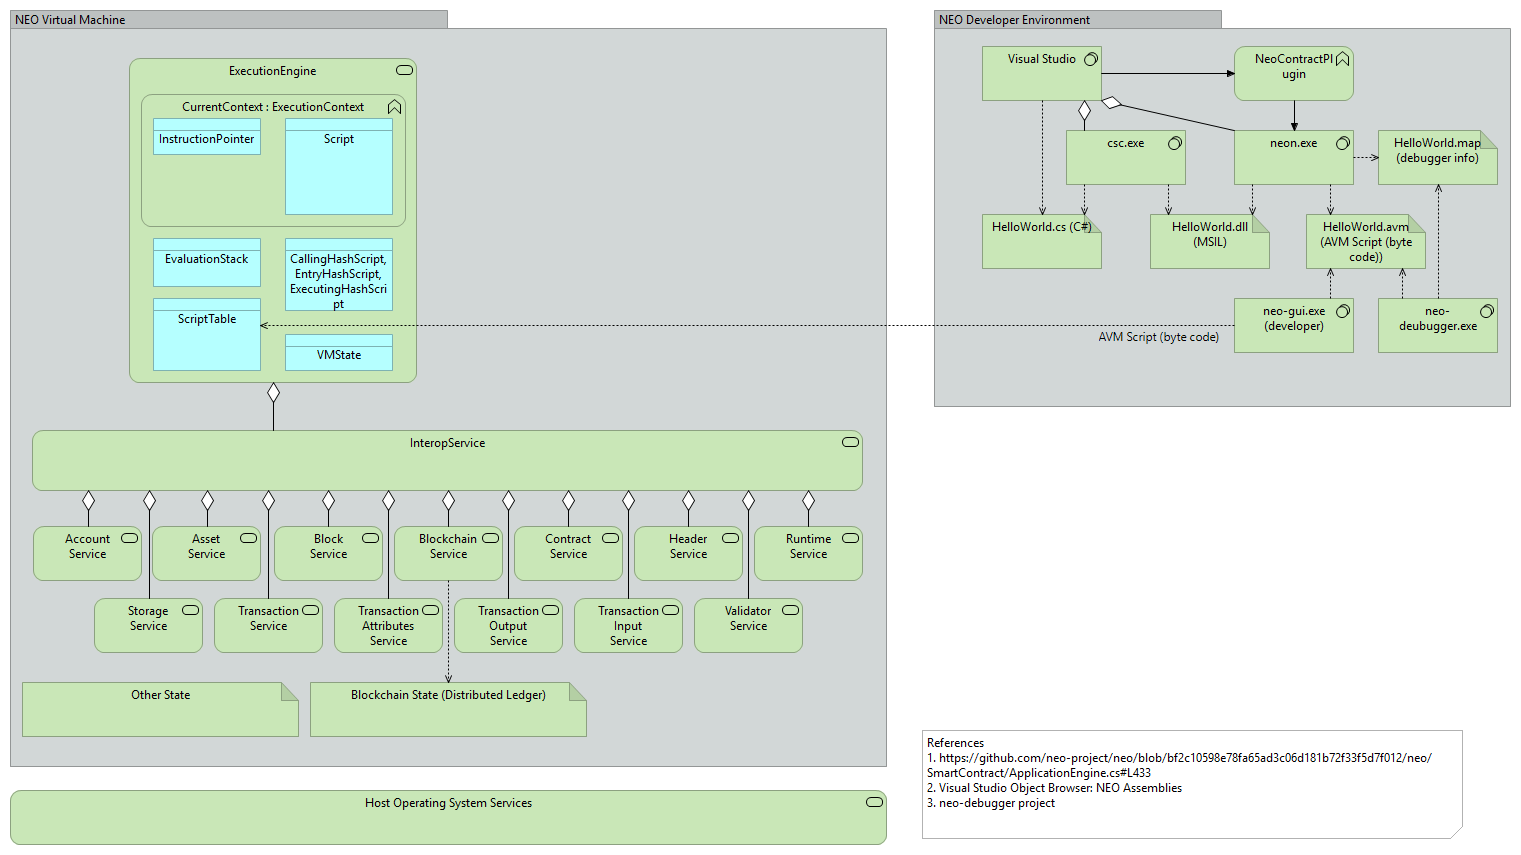 NEO Virtual Machine
ExecutionEngine
CurrentContext : ExecutionContext
InstructionPointer
Script
EvaluationStack
CallingHashScript,
EntryHashScript,
ExecutingHashScri
pt
ScriptTable
VMState
InteropService
Account
Service
Asset
Service
Block
Service
Blockchain
Service
Contract
Service
Header
Service
Runtime
Service
Storage
Service
Transaction
Service
Transaction
Attributes
Service
Transaction
Output
Service
Transaction
Input
Service
Validator
Service
Other State
Blockchain State (Distributed Ledger)
Host Operating System Services
NEO Developer Environment
Visual Studio
NeoContractPl
ugin
csc.exe
neon.exe
HelloWorld.map
(debugger info)
HelloWorld.cs (C#)
HelloWorld.dll
(MSIL)
HelloWorld.avm
(AVM Script (byte
code))
neo-gui.exe
(developer)
neo-
deubugger.exe
AVM Script (byte code)
References
1. https://github.com/neo-project/neo/blob/bf2c10598e78fa65ad3c06d181b72f33f5d7f012/neo/
SmartContract/ApplicationEngine.cs#L433
2. Visual Studio Object Browser: NEO Assemblies
3. neo-debugger project